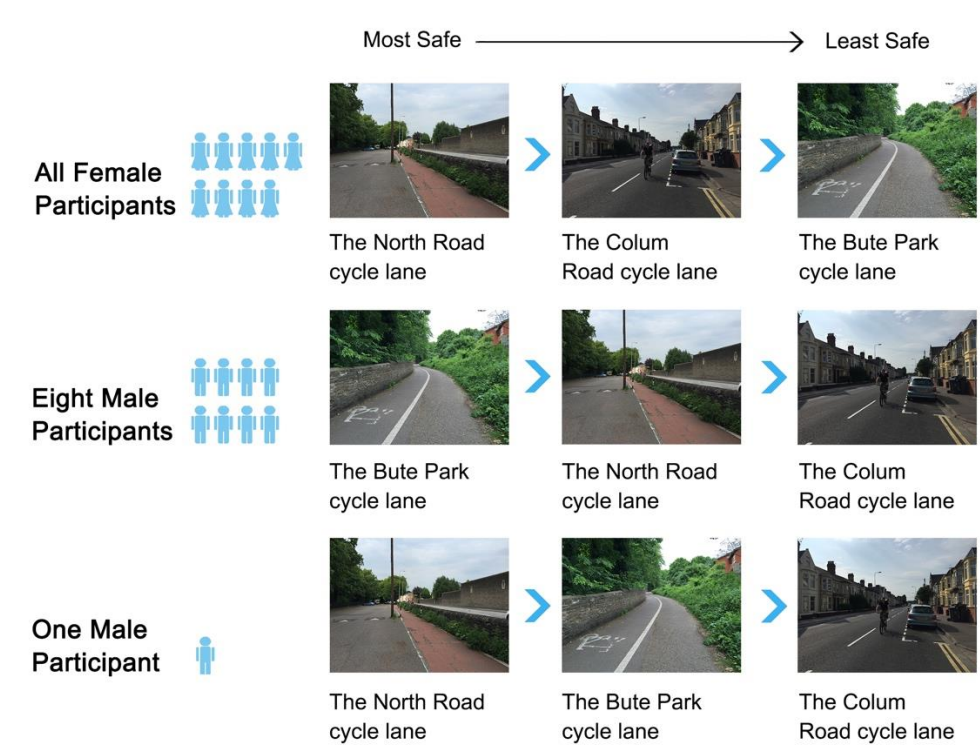 Most Safe
Least Safe
All Female
Participants
The North Road
cycle lane
The Colum
Road cycle lane
The Bute Park
cycle lane
Eight Male
Participants
The Bute Park
cycle lane
The North Road
cycle lane
The Colum
Road cycle lane
One Male
Participant
The North Road
cycle lane
The Bute Park
cycle lane
The Colum
Road cycle lane